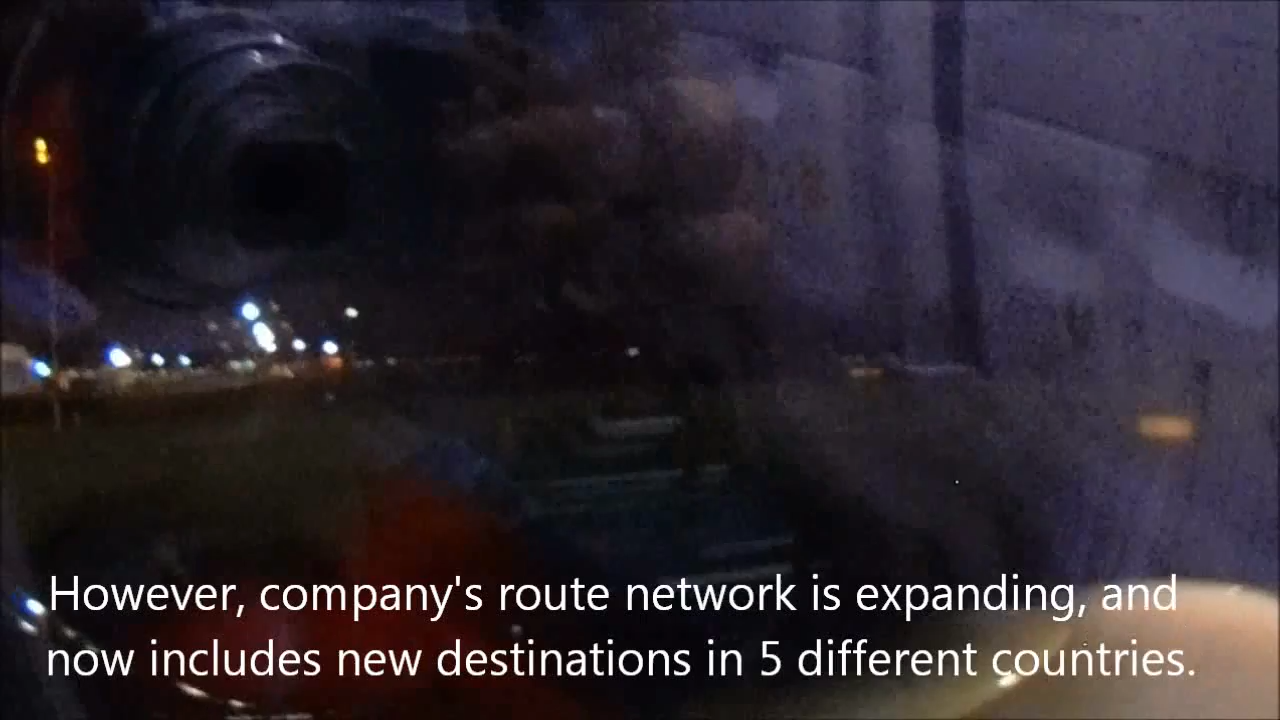 However, company's route network is expanding, and
now includes new destinations in 5 different countries.